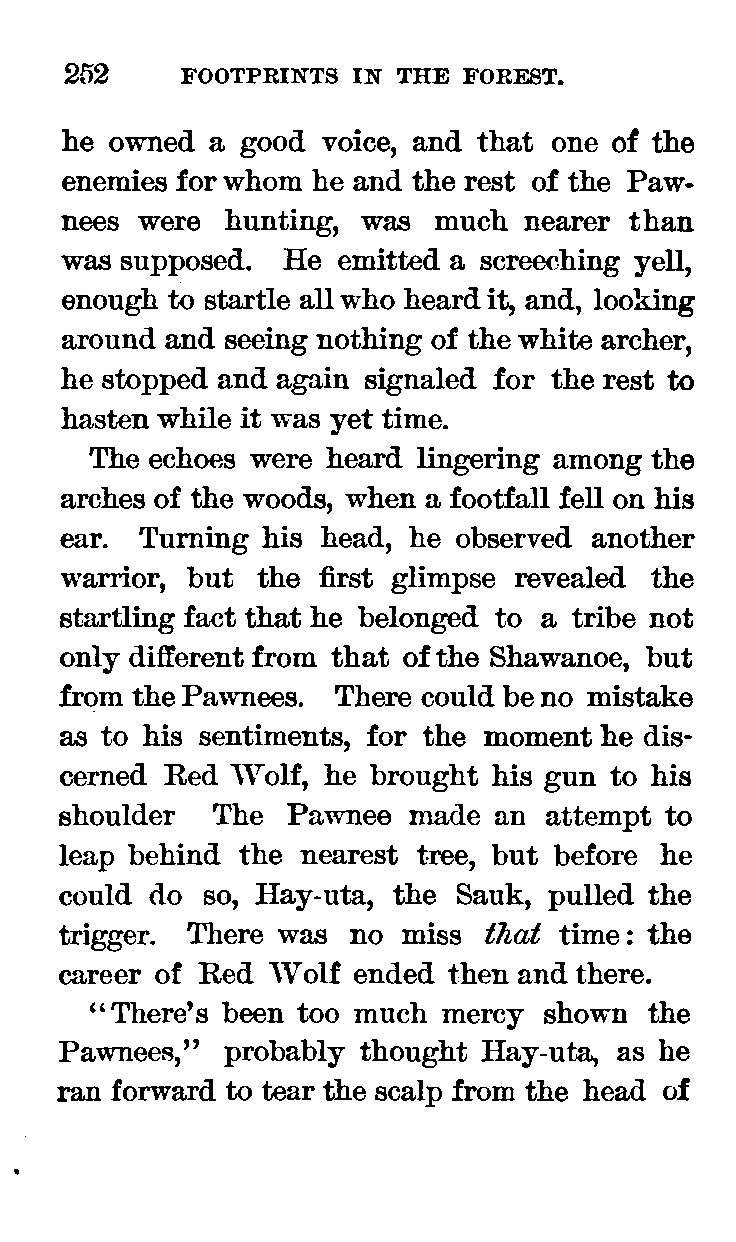 252 FOOTPRINTS IN THE FOREST.
he owned a good voice, and that one of the
enemies for whom he and the rest of the Paw-
nees were hunting, was much nearer than
was supposed. He emitted a screeching yell,
enough to startle all who heard it, and, looking
around and seeing nothing of the white archer,
he stopped and again signaled for the rest to
hasten while it was yet time.
The echoes were heard lingering among the
arches of the woods, when a footfall fell on his
ear. Turning his head, he observed another
warrior, but the first glimpse revealed the
startling fact that he belonged to a tribe not
only different from that of the Shawanoe, but
from the Pawnees. There could be no mistake
as to his sentiments, for the moment he dis-
cerned Red Wolf, he brought his gun to his
shoulder The Pawnee made an attempt to
leap behind the nearest tree, but before he
could do so, Hay-uta, the Sauk, pulled the
trigger. There was no miss that time: the
career of Red Wolf ended then and there.
"There's been too much mercy shown the
Pawnees," probably thought Hay-uta, as he
ran forward to tear the scalp from the head of